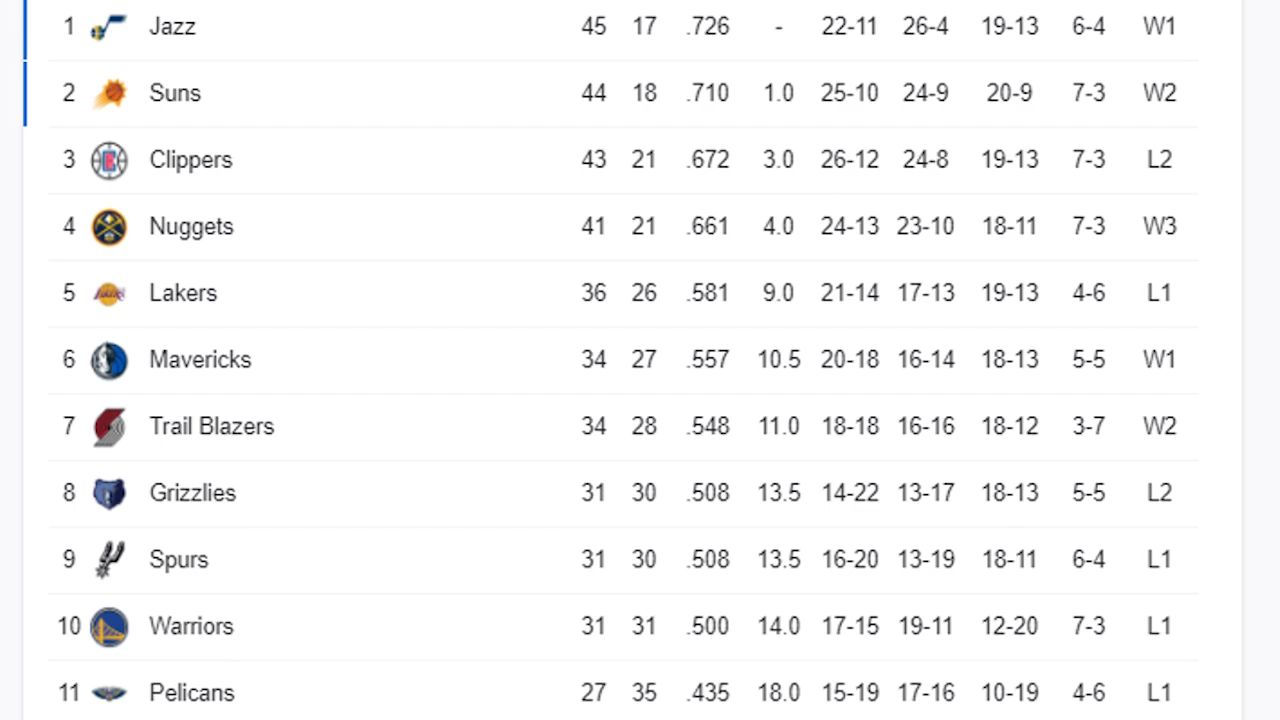 1 Jazz 45 17 .726 - 22-11 26-4 19-13 6-4 W1
2 Suns 44 18 .710 1.0 25-10 24-9 20-9 7-3 W2
3 Clippers 43 21 .672 3.0 26-12 24-8 19-13 7-3 L2
4 Nuggets 41 21 .661 4.0 24-13 23-10 18-11 7-3 W3
5 Lakers 36 26 .581 9.0 21-14 17-13 19-13 4-6 L1
6 Mavericks 34 27 .557 10.5 20-18 16-14 18-13 5-5 W1
7 Trail Blazers 34 28 .548 11.0 18-18 16-16 18-12 3-7 W2
8 Grizzlies 31 30 .508 13.5 14-22 13-17 18-13 5-5 L2
9 Spurs 31 30 .508 13.5 16-20 13-19 18-11 6-4 L1
10 Warriors 31 31 .500 14.0 17-15 19-11 12-20 7-3 L1
11 Pelicans 27 35 .435 18.0 15-19 17-16 10-19 4-6 L1